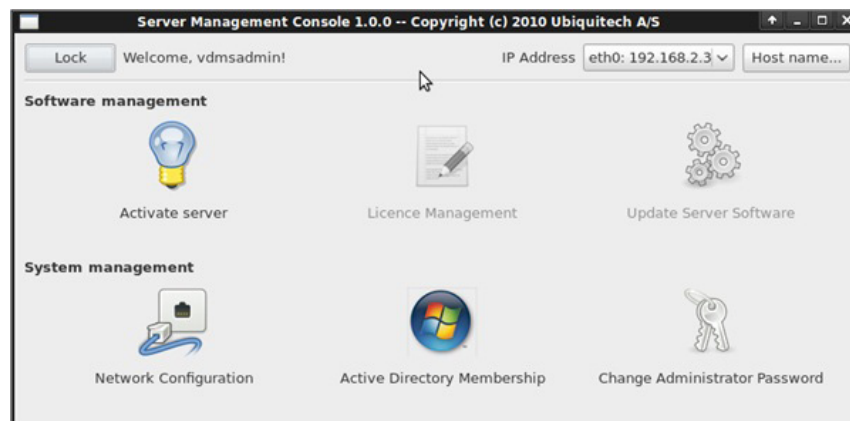 Server Management Console 1.0.0 -- Copyright (c) 2010 Ubiquitech A/S
Lock Welcome, vdmsadmin! IP Address eth0: 192.168.2.3 Host name...
Software management
Activate server Licence Management Update Server Software
System management
Network Configuration Active Directory Membership Change Administrator Password